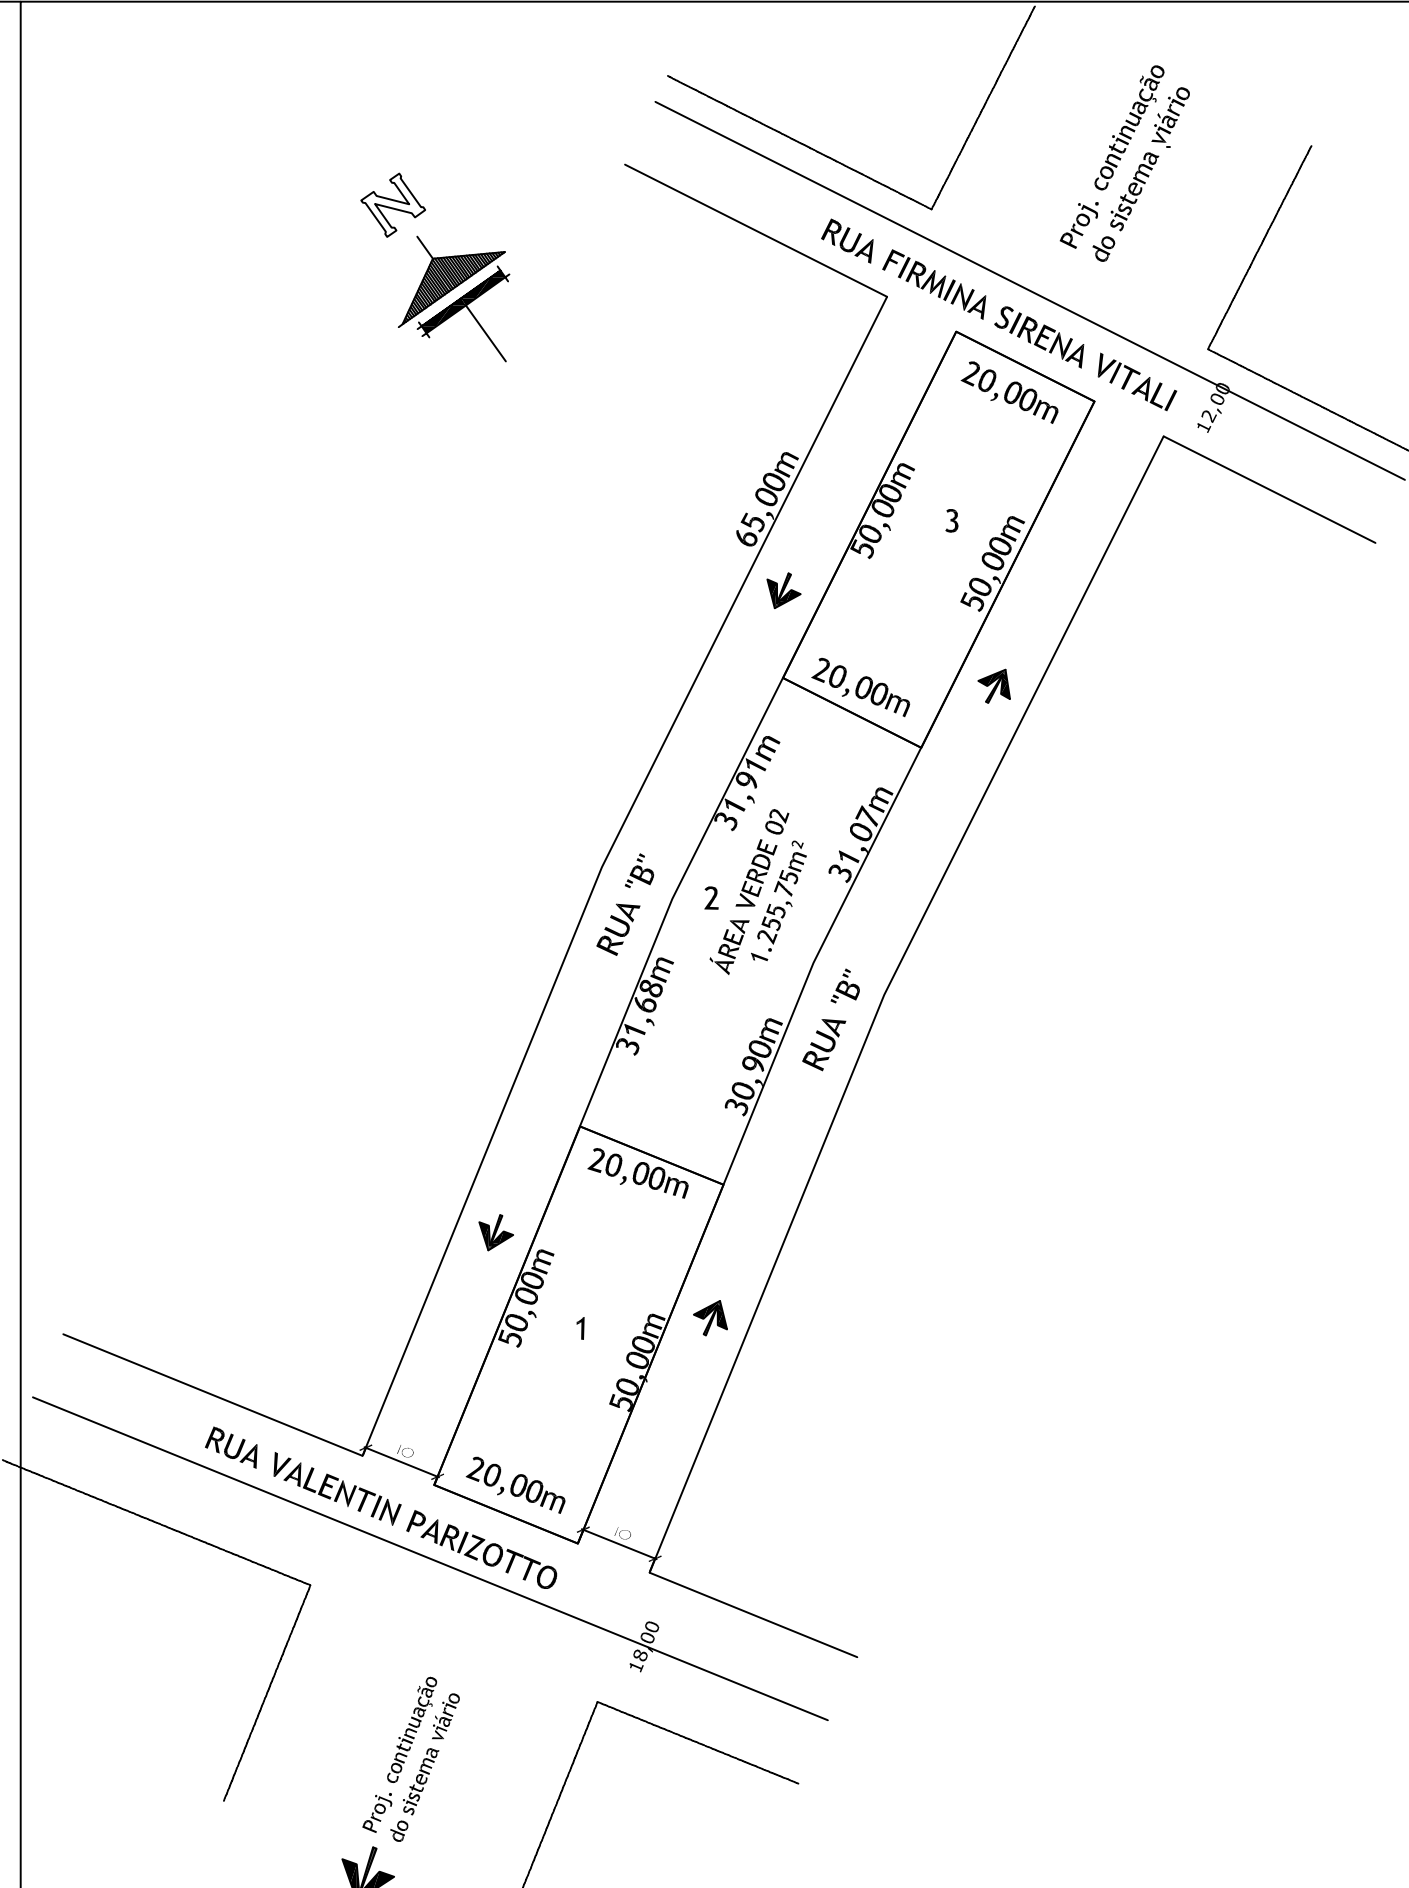 Proj. continuação
do sistema viário
N
RUA FIRMINA SIRENA VITALI
12,00
20,00m
65,00m
50,00m
3
50,00m
20,00m
31,91m
31,07m
ÁREA VERDE 02
1.255,75m²
2
RUA "B"
31,68m
30,90m
RUA "B"
20,00m
50,00m
1
50,00m
10
20,00m
10
RUA VALENTIN PARIZOTTO
18,00
Proj. continuação
do sistema viário